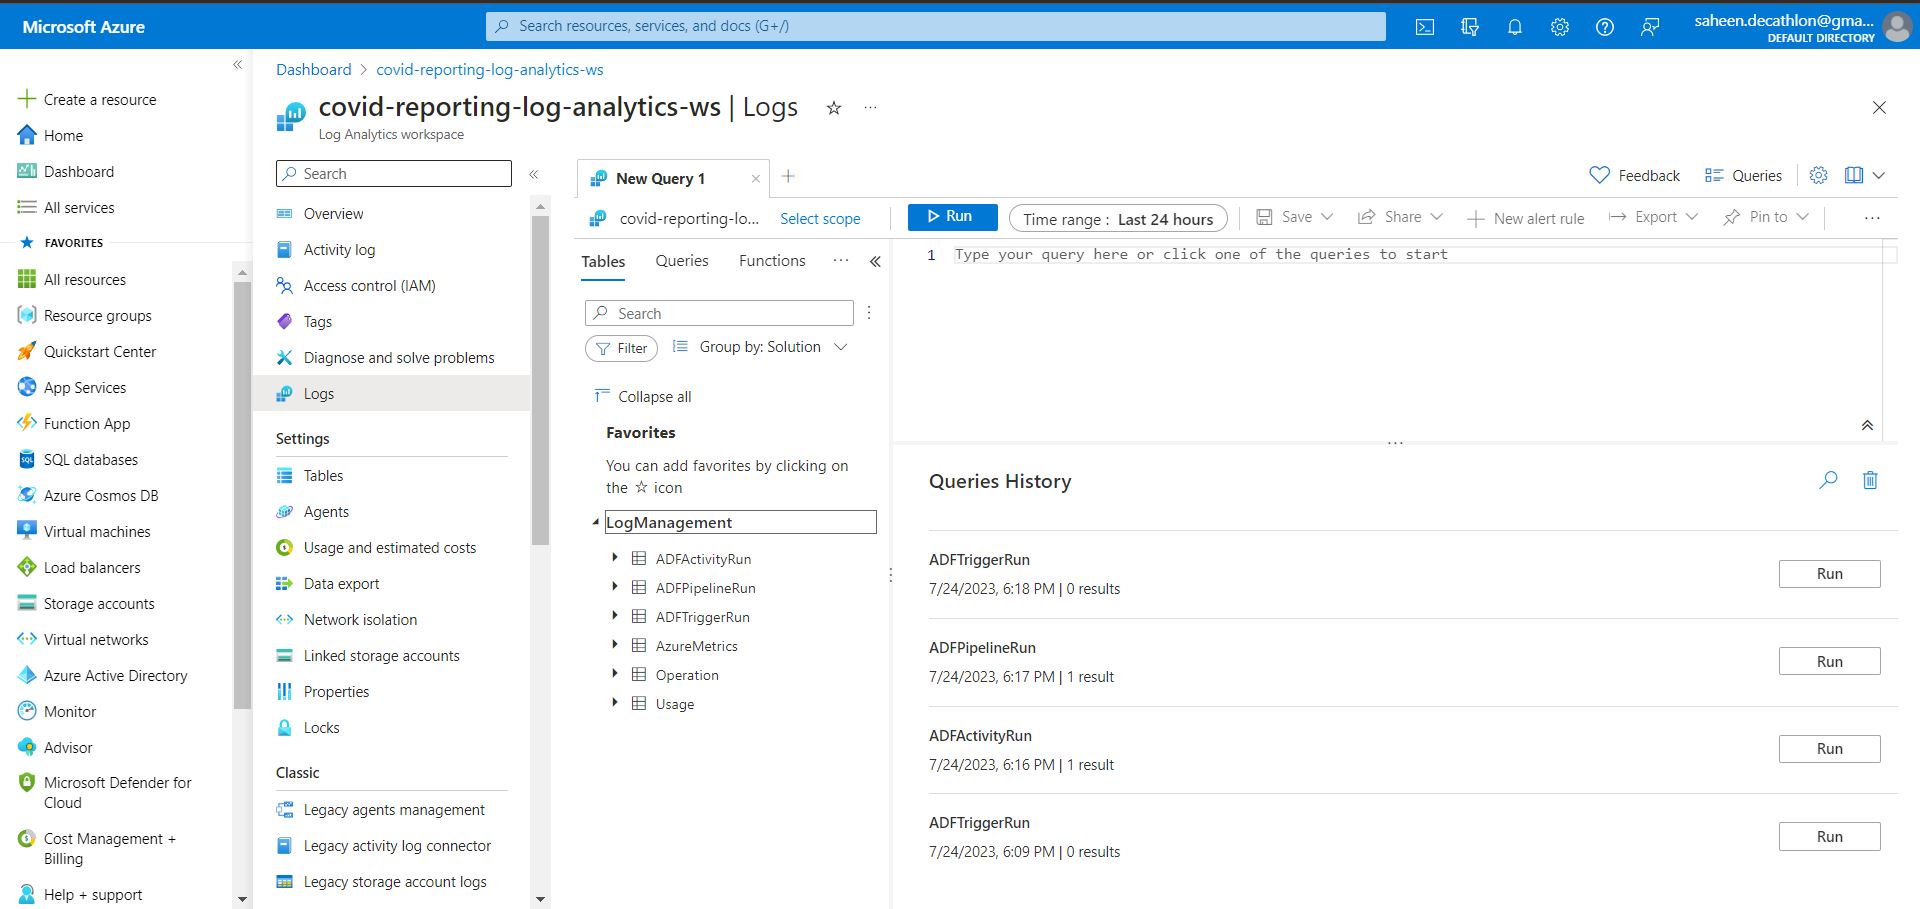 Microsoft Azure
Search resources, services, and docs (G+/)
saheen.decathlon@gma...
DEFAULT DIRECTORY
Create a resource
Home
Dashboard
All services
FAVORITES
All resources
Resource groups
Quickstart Center
App Services
Function App
SQL databases
Azure Cosmos DB
Virtual machines
Load balancers
Storage accounts
Virtual networks
Azure Active Directory
Monitor
Advisor
Microsoft Defender for
Cloud
Cost Management +
Billing
Help + support
Dashboard > covid-reporting-log-analytics-ws
covid-reporting-log-analytics-ws | Logs
Log Analytics workspace
Search
Overview
Activity log
Access control (IAM)
Tags
Diagnose and solve problems
Logs
Settings
Tables
Agents
Usage and estimated costs
Data export
Network isolation
Linked storage accounts
Properties
Locks
Classic
Legacy agents management
Legacy activity log connector
Legacy storage account logs
New Query 1
Feedback
Queries
covid-reporting-lo...
Select scope
Run
Time range : Last 24 hours
Save
Share
New alert rule
Export
Pin to
Tables
Queries
Functions
Search
Filter
Group by: Solution
Collapse all
Favorites
You can add favorites by clicking on
the ☆ icon
LogManagement
ADFActivityRun
ADFPipelineRun
ADFTriggerRun
AzureMetrics
Operation
Usage
1 Type your query here or click one of the queries to start
Queries History
ADFTriggerRun
7/24/2023, 6:18 PM | 0 results
Run
ADFPipelineRun
7/24/2023, 6:17 PM | 1 result
Run
ADFActivityRun
7/24/2023, 6:16 PM | 1 result
Run
ADFTriggerRun
7/24/2023, 6:09 PM | 0 results
Run